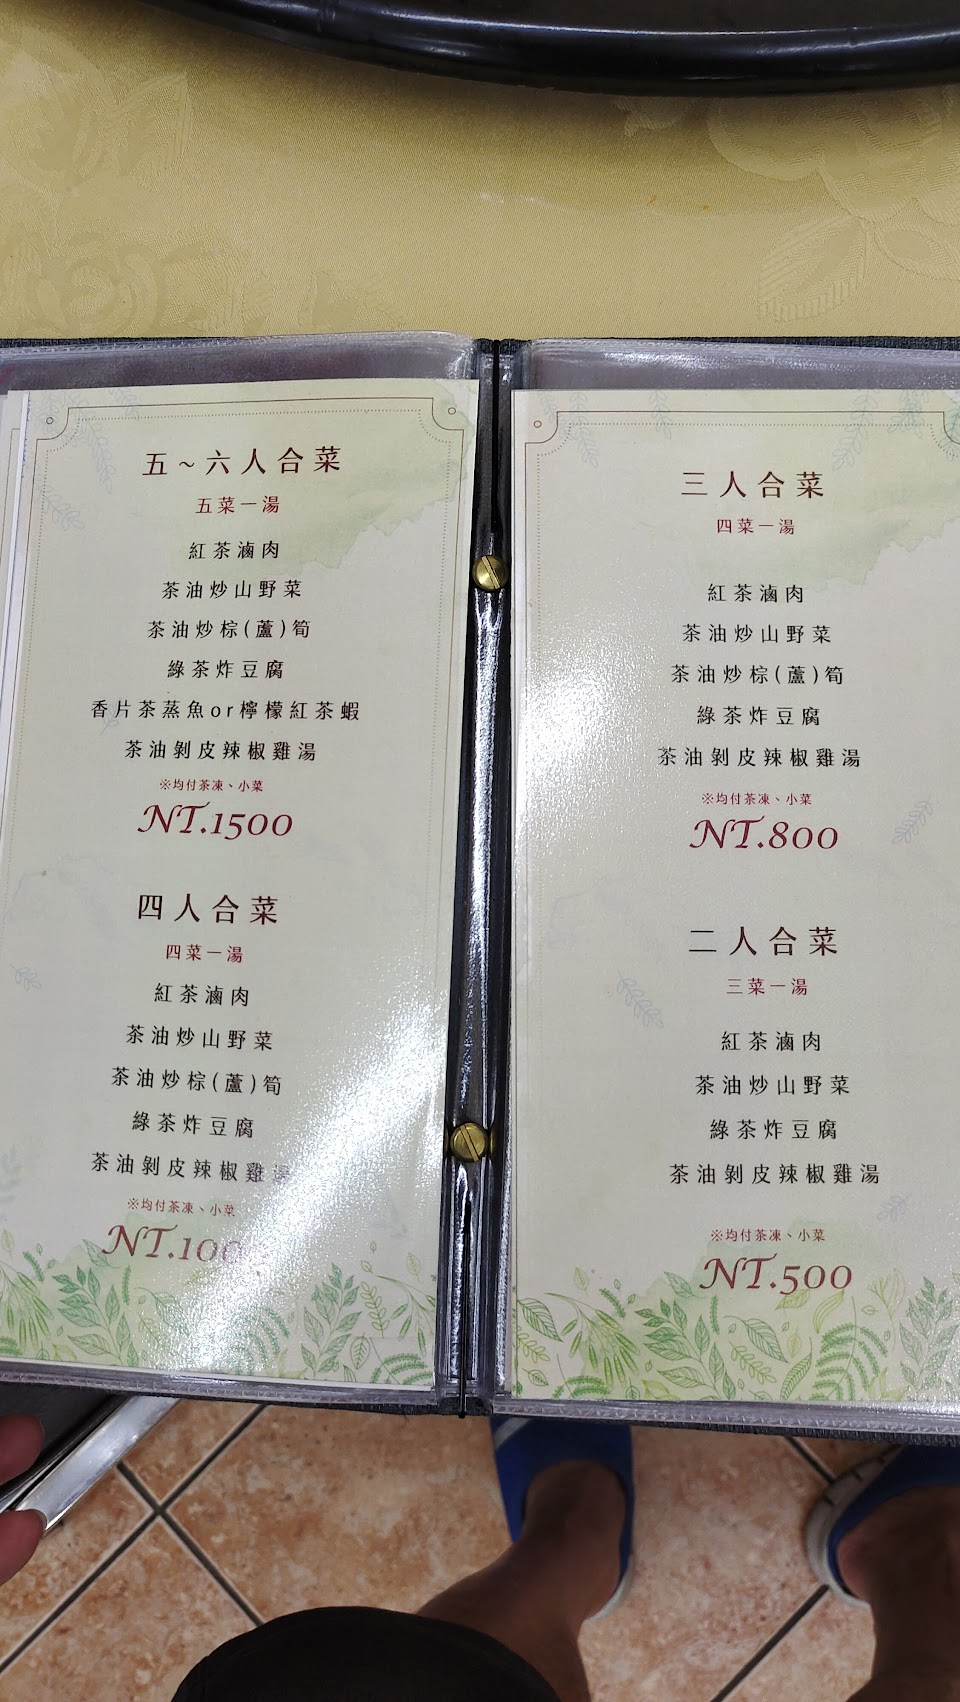 五~六人合菜
五菜一湯
紅茶滷肉
茶油炒山野菜
茶油炒棕(蘆)筍
綠茶炸豆腐
香片茶蒸魚or檸檬紅茶蝦
茶油剝皮辣椒雞湯
※均付茶凍、小菜
NT.1500
四人合菜
四菜一湯
紅茶滷肉
茶油炒山野菜
茶油炒棕(蘆)筍
綠茶炸豆腐
茶油剝皮辣椒雞湯
※均付茶凍、小菜
NT.100
三人合菜
四菜一湯
紅茶滷肉
茶油炒山野菜
茶油炒棕(蘆)筍
綠茶炸豆腐
茶油剝皮辣椒雞湯
※均付茶凍、小菜
NT.800
二人合菜
三菜一湯
紅茶滷肉
茶油炒山野菜
綠茶炸豆腐
茶油剝皮辣椒雞湯
※均付茶凍、小菜
NT.500